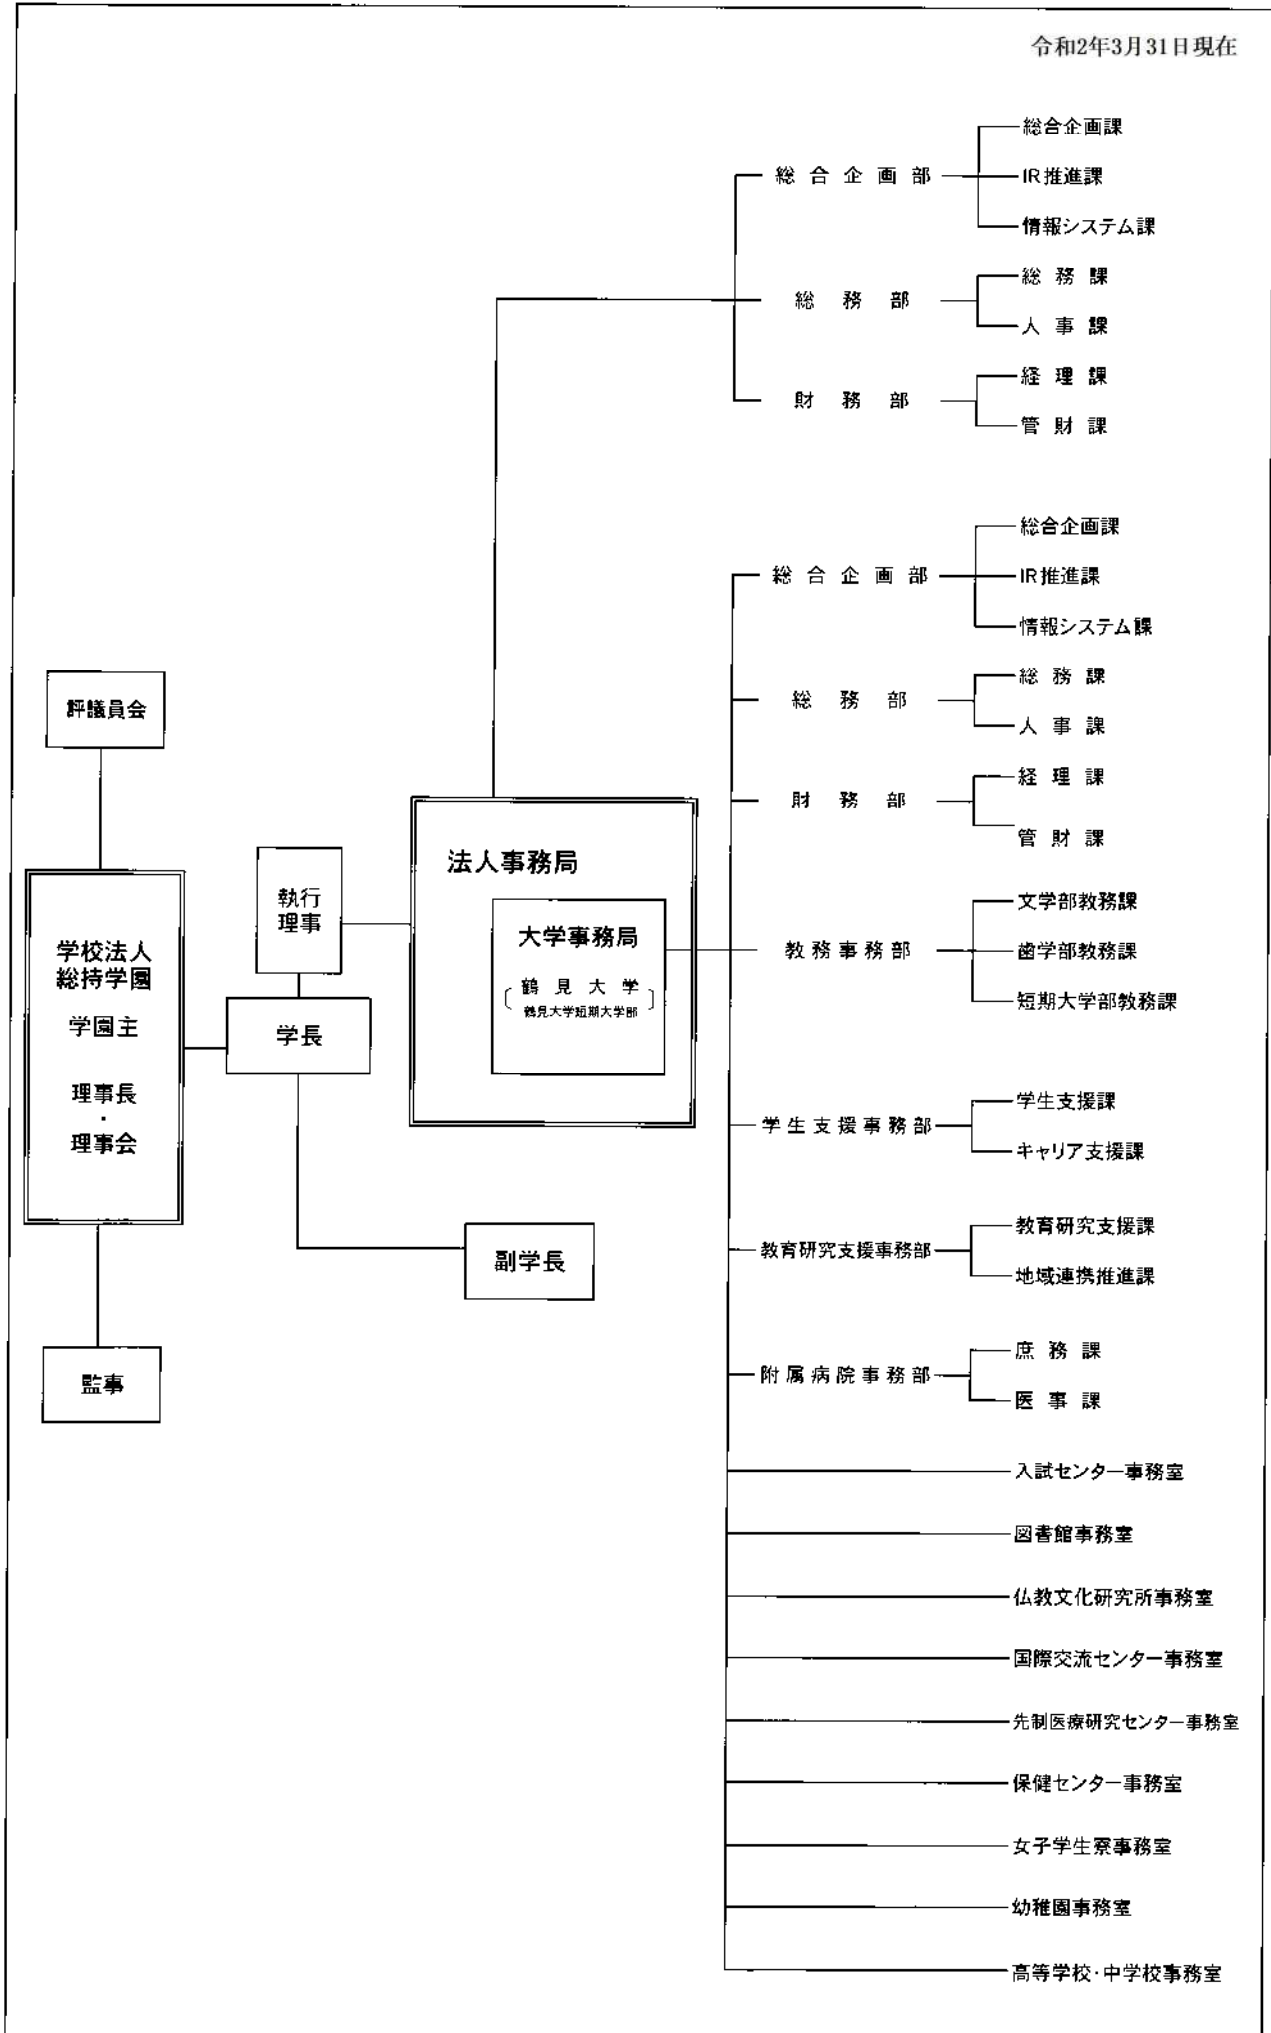 令和2年3月31日現在
総合企画部
総合企画課
IR推進課
情報システム課
総務部
総務課
人事課
財務部
経理課
管財課
総合企画部
総合企画課
IR推進課
情報システム課
総務部
総務課
人事課
財務部
経理課
管財課
教務事務部
文学部教務課
歯学部教務課
短期大学部教務課
学生支援事務部
学生支援課
キャリア支援課
教育研究支援事務部
教育研究支援課
地域連携推進課
附属病院事務部
庶務課
医事課
入試センター事務室
図書館事務室
仏教文化研究所事務室
国際交流センター事務室
先制医療研究センター事務室
保健センター事務室
女子学生寮事務室
幼稚園事務室
高等学校・中学校事務室
評議員会
学校法人
総持学園
学園主
理事長
・
理事会
監事
執行
理事
学長
副学長
法人事務局
大学事務局
〔鶴見大学
鶴見大学短期大学部〕